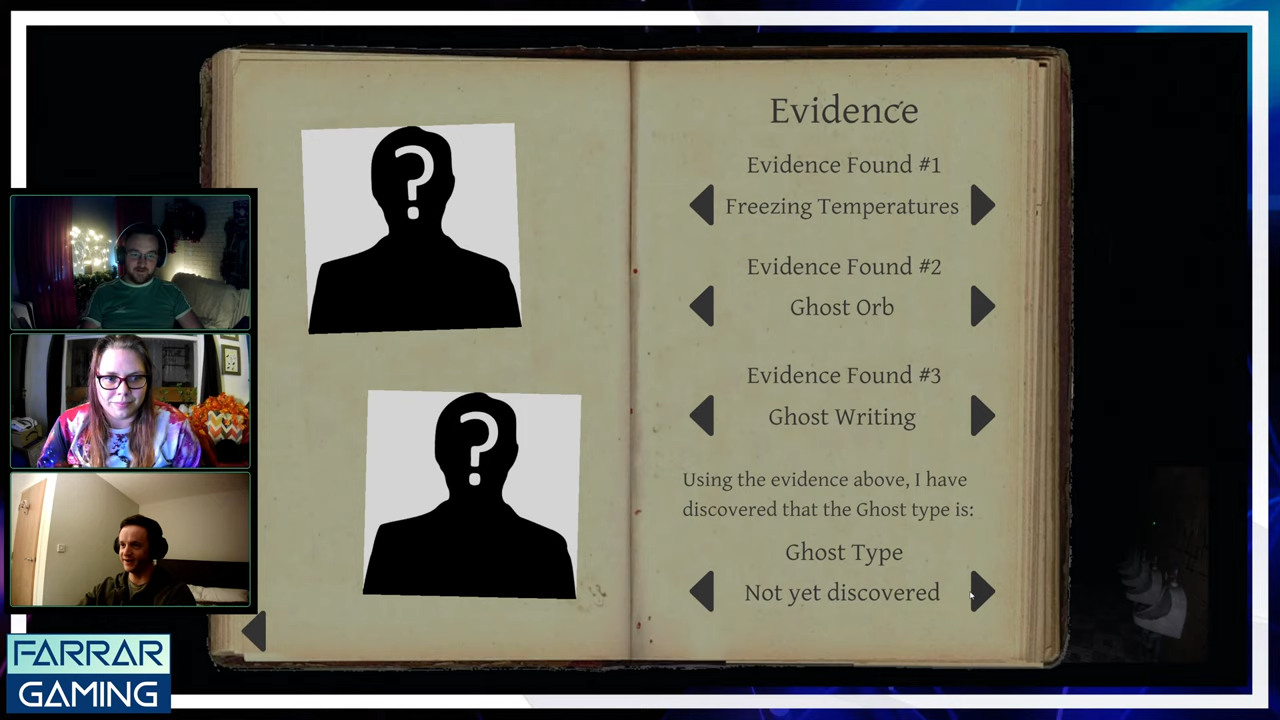 Evidence
Evidence Found #1
Freezing Temperatures
Evidence Found #2
Ghost Orb
Evidence Found #3
Ghost Writing
Using the evidence above, I have
discovered that the Ghost type is:
Ghost Type
Not yet discovered
?
?
FARRAR
GAMING